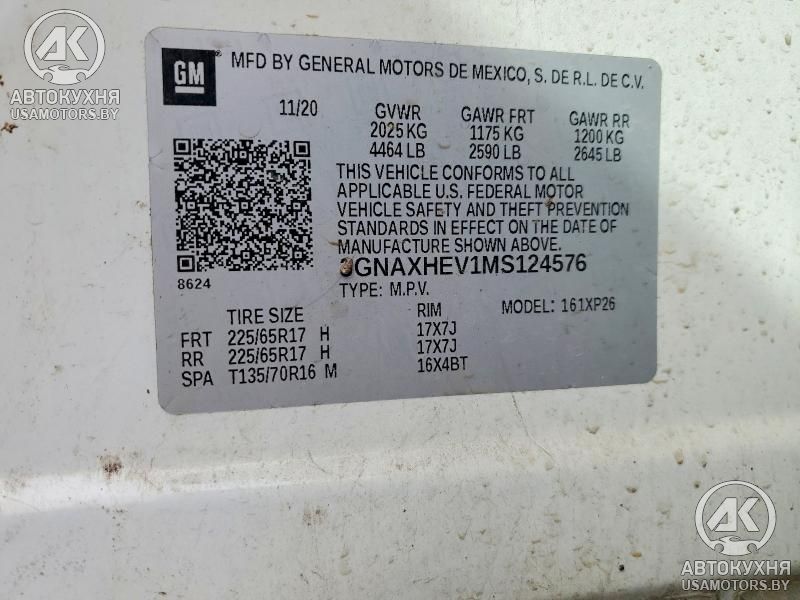 AK
АВТОКУХНЯ
USAMOTORS.BY
GM ® MFD BY GENERAL MOTORS DE MEXICO, S. DE R.L. DE C.V.
11/20 GVWR GAWR FRT GAWR RR
2025 KG 1175 KG 1200 KG
4464 LB 2590 LB 2645 LB
THIS VEHICLE CONFORMS TO ALL
APPLICABLE U.S. FEDERAL MOTOR
VEHICLE SAFETY AND THEFT PREVENTION
STANDARDS IN EFFECT ON THE DATE OF
MANUFACTURE SHOWN ABOVE.
3GNAXHEV1MS124576
8624
TYPE: M.P.V. MODEL: 161XP26
TIRE SIZE RIM
FRT 225/65R17 H 17X7J
RR 225/65R17 H 17X7J
SPA T135/70R16 M 16X4BT
AK
АВТОКУХНЯ
USAMOTORS.BY